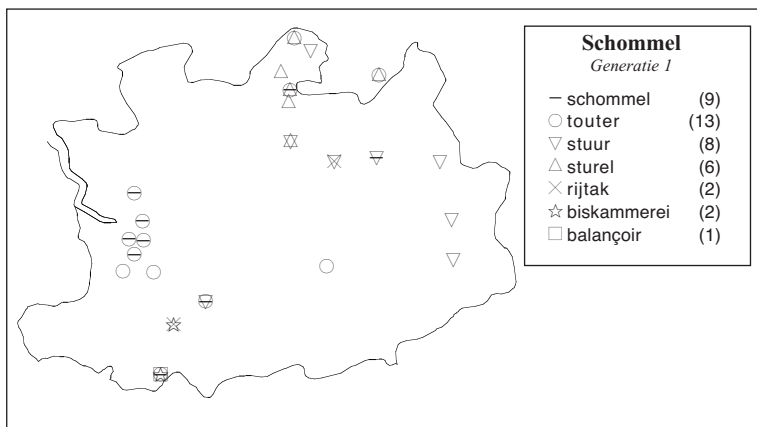 Schommel
Generatie 1
schommel (9)
touter (13)
stuur (8)
sturel (6)
rijtak (2)
biskammerei (2)
balançoir (1)